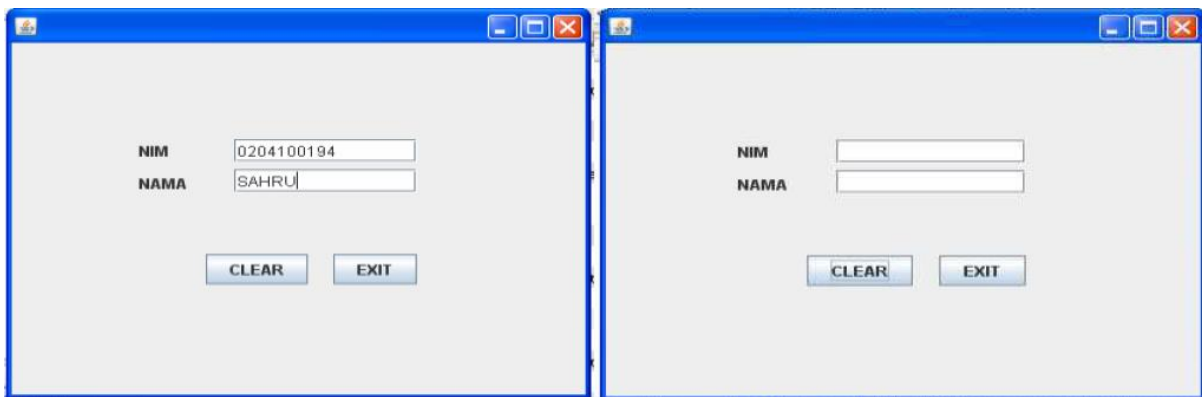 NIM 0204100194
NAMA SAHRU
CLEAR EXIT
NIM
NAMA
CLEAR EXIT